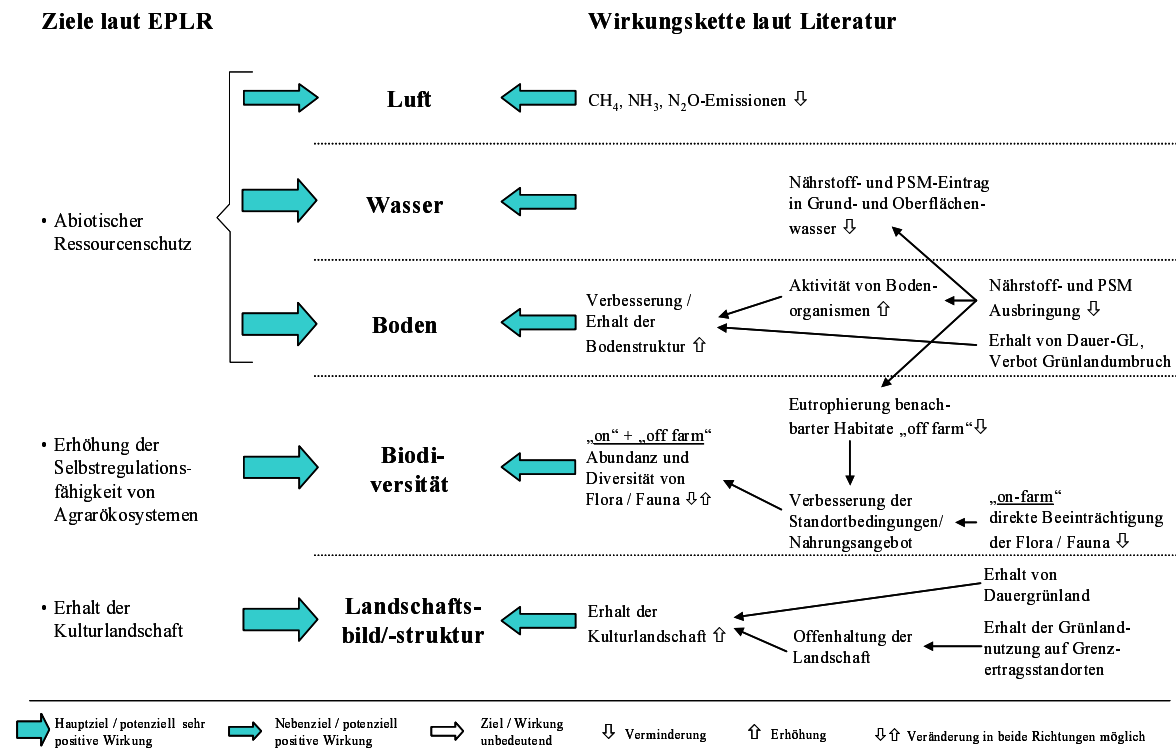 Ziele laut EPLR
Wirkungskette laut Literatur
Luft
CH₄, NH₃, N₂O-Emissionen ⇩
• Abiotischer
Ressourcenschutz
Wasser
Nährstoff- und PSM-Eintrag
in Grund- und Oberflächen-
wasser ⇩
Boden
Verbesserung /
Erhalt der
Bodenstruktur ⇧
Aktivität von Boden-
organismen ⇧
Nährstoff- und PSM
Ausbringung ⇩
Erhalt von Dauer-GL,
Verbot Grünlandumbruch
• Erhöhung der
Selbstregulations-
fähigkeit von
Agrarökosystemen
Biodi-
versität
„on“ + „off farm“
Abundanz und
Diversität von
Flora / Fauna ⇩⇧
Eutrophierung benach-
barter Habitate „off farm“⇩
Verbesserung der
Standortbedingungen/
Nahrungsangebot
„on-farm“
direkte Beeinträchtigung
der Flora / Fauna ⇩
• Erhalt der
Kulturlandschaft
Landschafts-
bild/-struktur
Erhalt der
Kulturlandschaft ⇧
Offenhaltung der
Landschaft
Erhalt von
Dauergrünland
Erhalt der Grünland-
nutzung auf Grenz-
ertragsstandorten
Hauptziel / potenziell sehr
positive Wirkung
Nebenziel / potenziell
positive Wirkung
Ziel / Wirkung
unbedeutend
⇩ Verminderung
⇧ Erhöhung
⇩⇧ Veränderung in beide Richtungen möglich